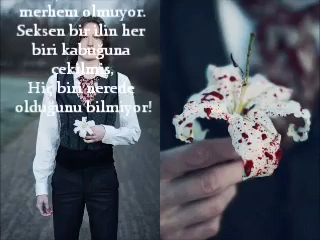 merhem olmuyor.
Seksen bir ilin her
biri kabuğuna
çekilmiş,
Hiç biri nerede
olduğunu bilmiyor!